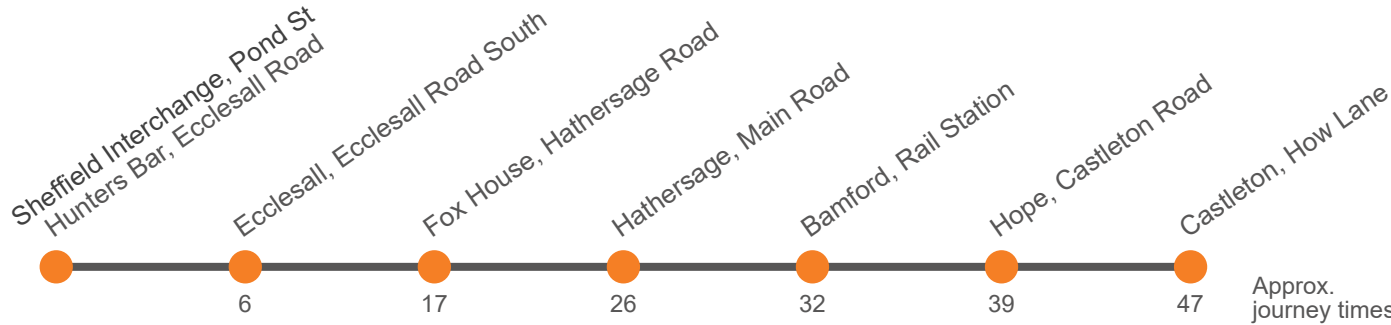 Sheffield Interchange, Pond St
Hunters Bar, Ecclesall Road
Ecclesall, Ecclesall Road South
Fox House, Hathersage Road
Hathersage, Main Road
Bamford, Rail Station
Hope, Castleton Road
Castleton, How Lane
6
17
26
32
39
47
Approx.
journey times